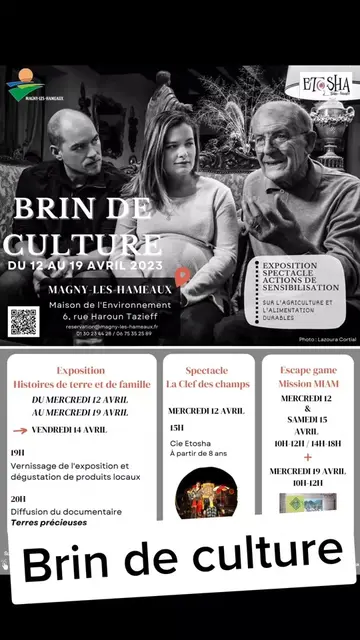 MAGNY-LES-HAMEAUX
ETOSHA
BRIN DE
CULTURE
DU 12 AU 19 AVRIL 2023
MAGNY-LES-HAMEAUX
Maison de l'Environnement
6, rue Haroun Tazieff
reservation@magny-les-hameaux.fr
01 30 23 44 28 / 06 75 35 25 89
EXPOSITION
SPECTACLE
ACTIONS DE
SENSIBILISATION
SUR L'AGRICULTURE ET
L'ALIMENTATION
DURABLES
Photo : Lazoura Cortial
Exposition
Histoires de terre et de famille
DU MERCREDI 12 AVRIL
AU MERCREDI 19 AVRIL
VENDREDI 14 AVRIL
19H
Vernissage de l'exposition et
dégustation de produits locaux
20H
Diffusion du documentaire
Terres précieuses
Spectacle
La Clef des champs
MERCREDI 12 AVRIL
15H
Cie Etosha
À partir de 8 ans
Escape game
Mission MIAM
MERCREDI 12
&
SAMEDI 15
AVRIL
10H-12H / 14H-18H
+
MERCREDI 19 AVRIL
10H-12H
Brin de culture